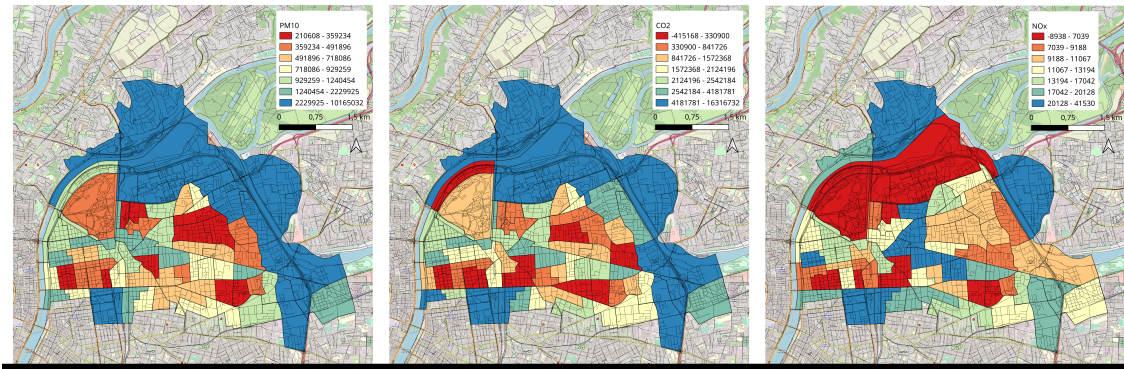 PM10
210608 - 359234
359234 - 491896
491896 - 718086
718086 - 929259
929259 - 1240454
1240454 - 2229925
2229925 - 10165032
0 0,75 1,5 km
CO2
-415168 - 330900
330900 - 841726
841726 - 1572368
1572368 - 2124196
2124196 - 2542184
2542184 - 4181781
4181781 - 16316732
0 0,75 1,5 km
NOx
-8938 - 7039
7039 - 9188
9188 - 11067
11067 - 13194
13194 - 17042
17042 - 20128
20128 - 41530
0 0,75 1,5 km